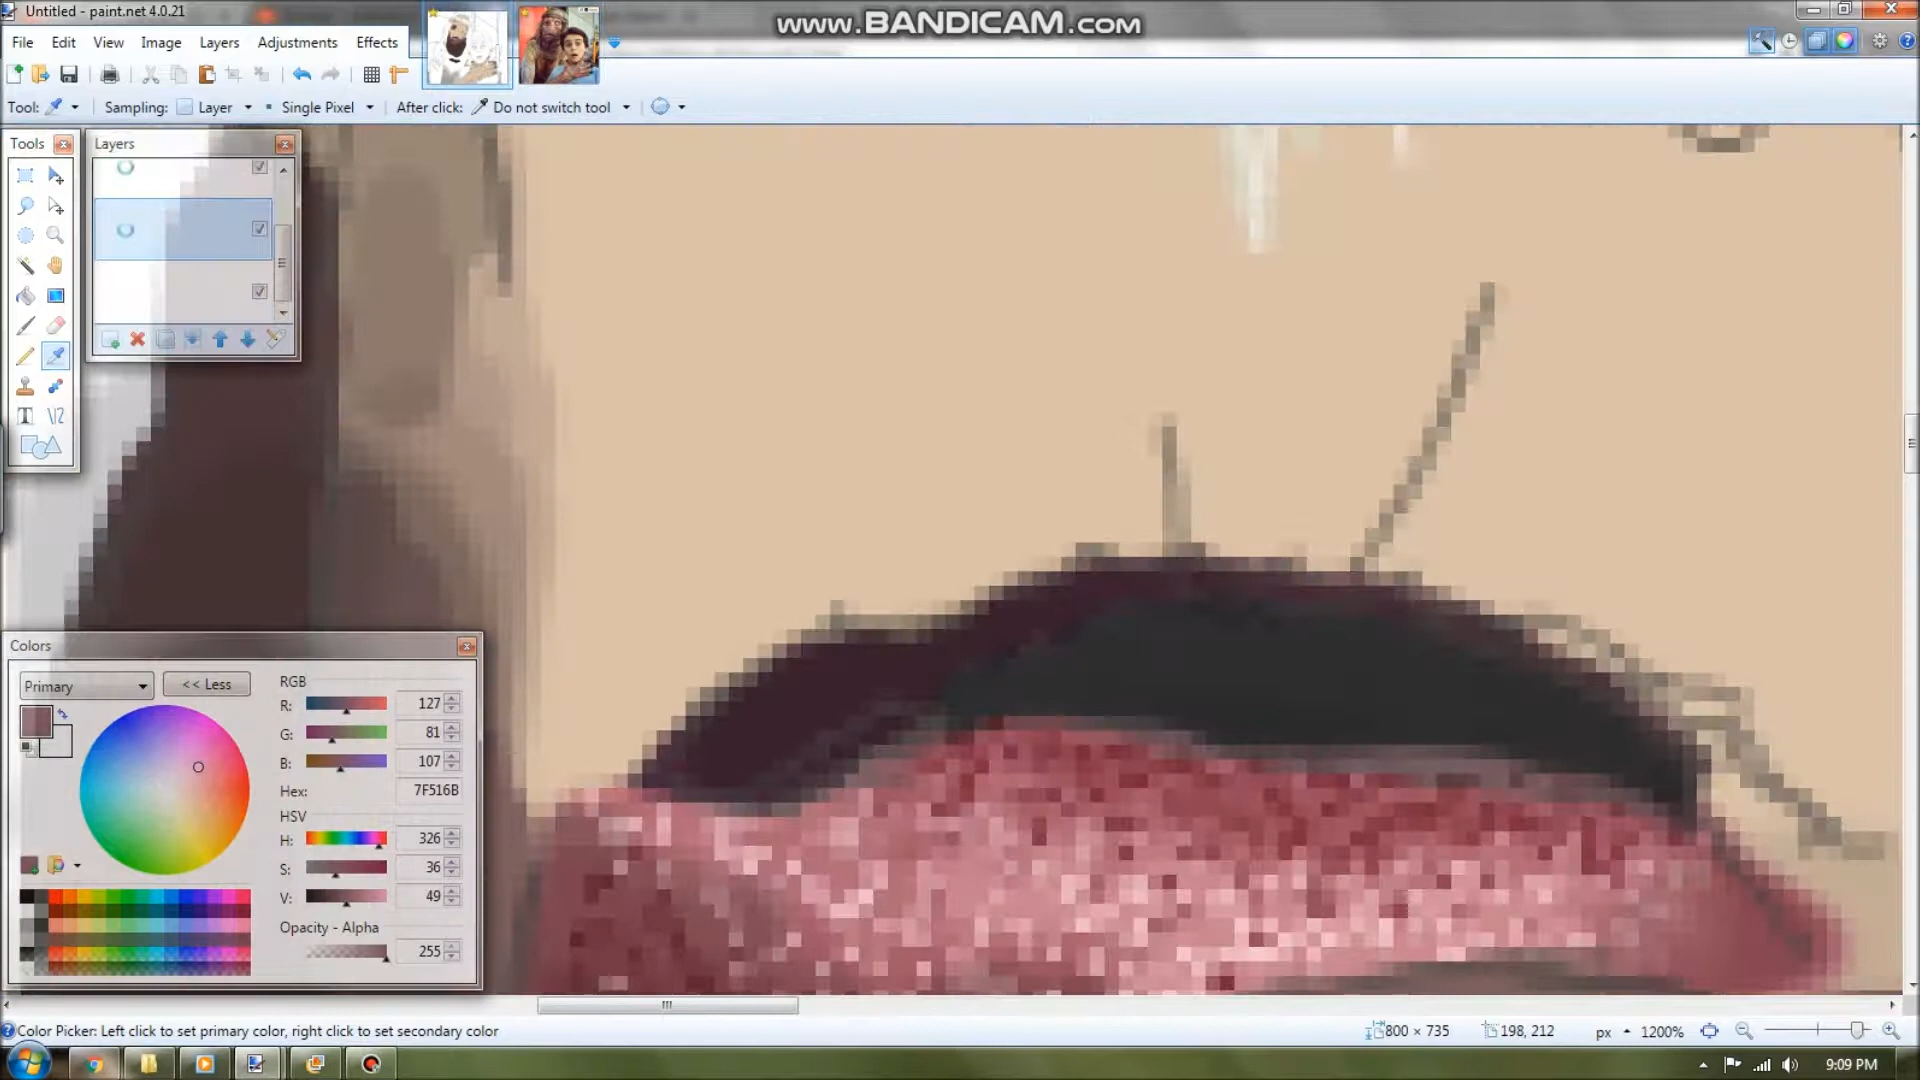 Untitled - paint.net 4.0.21
www.BANDICAM.com
File Edit View Image Layers Adjustments Effects
Tool: Sampling: Layer Single Pixel After click: Do not switch tool
Tools
Layers
Colors
Primary
<< Less
RGB
R: 127
G: 81
B: 107
Hex: 7F516B
HSV
H: 326
S: 36
V: 49
Opacity - Alpha
255
Color Picker: Left click to set primary color, right click to set secondary color
800 × 735
198, 212
px
1200%
9:09 PM